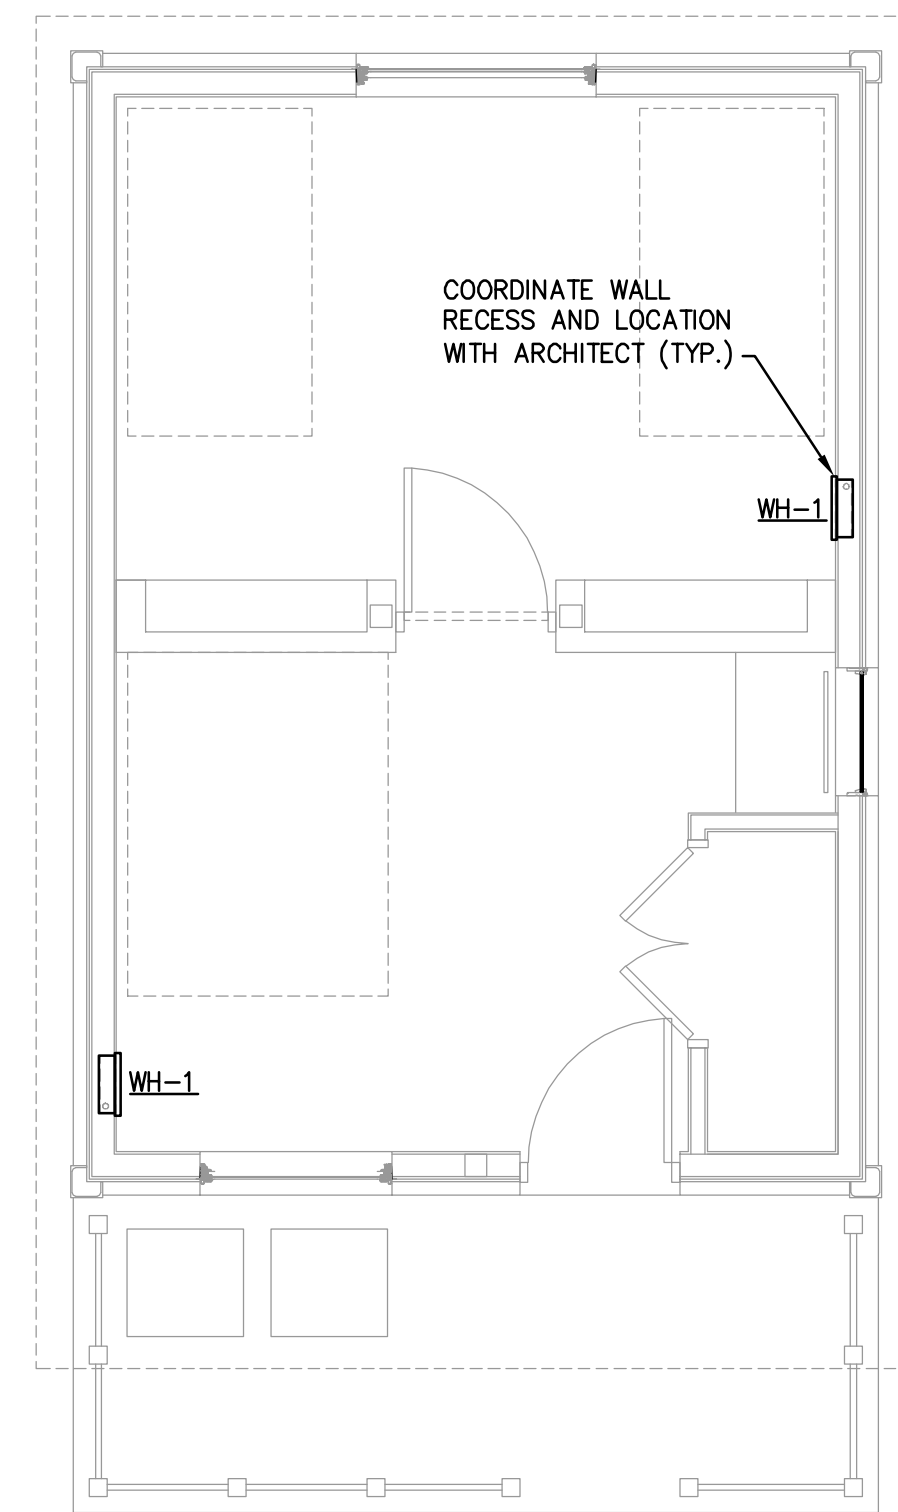 COORDINATE WALL
RECESS AND LOCATION
WITH ARCHITECT (TYP.)
WH-1
WH-1